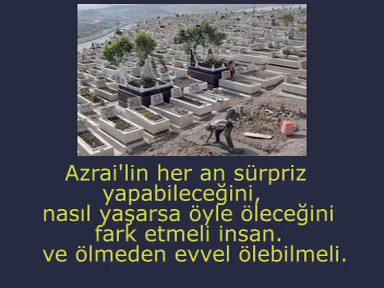 Azrai'lin her an sürpriz
yapabileceğini,
nasıl yaşarsa öyle öleceğini
fark etmeli insan.
ve ölmeden evvel ölebilmeli.